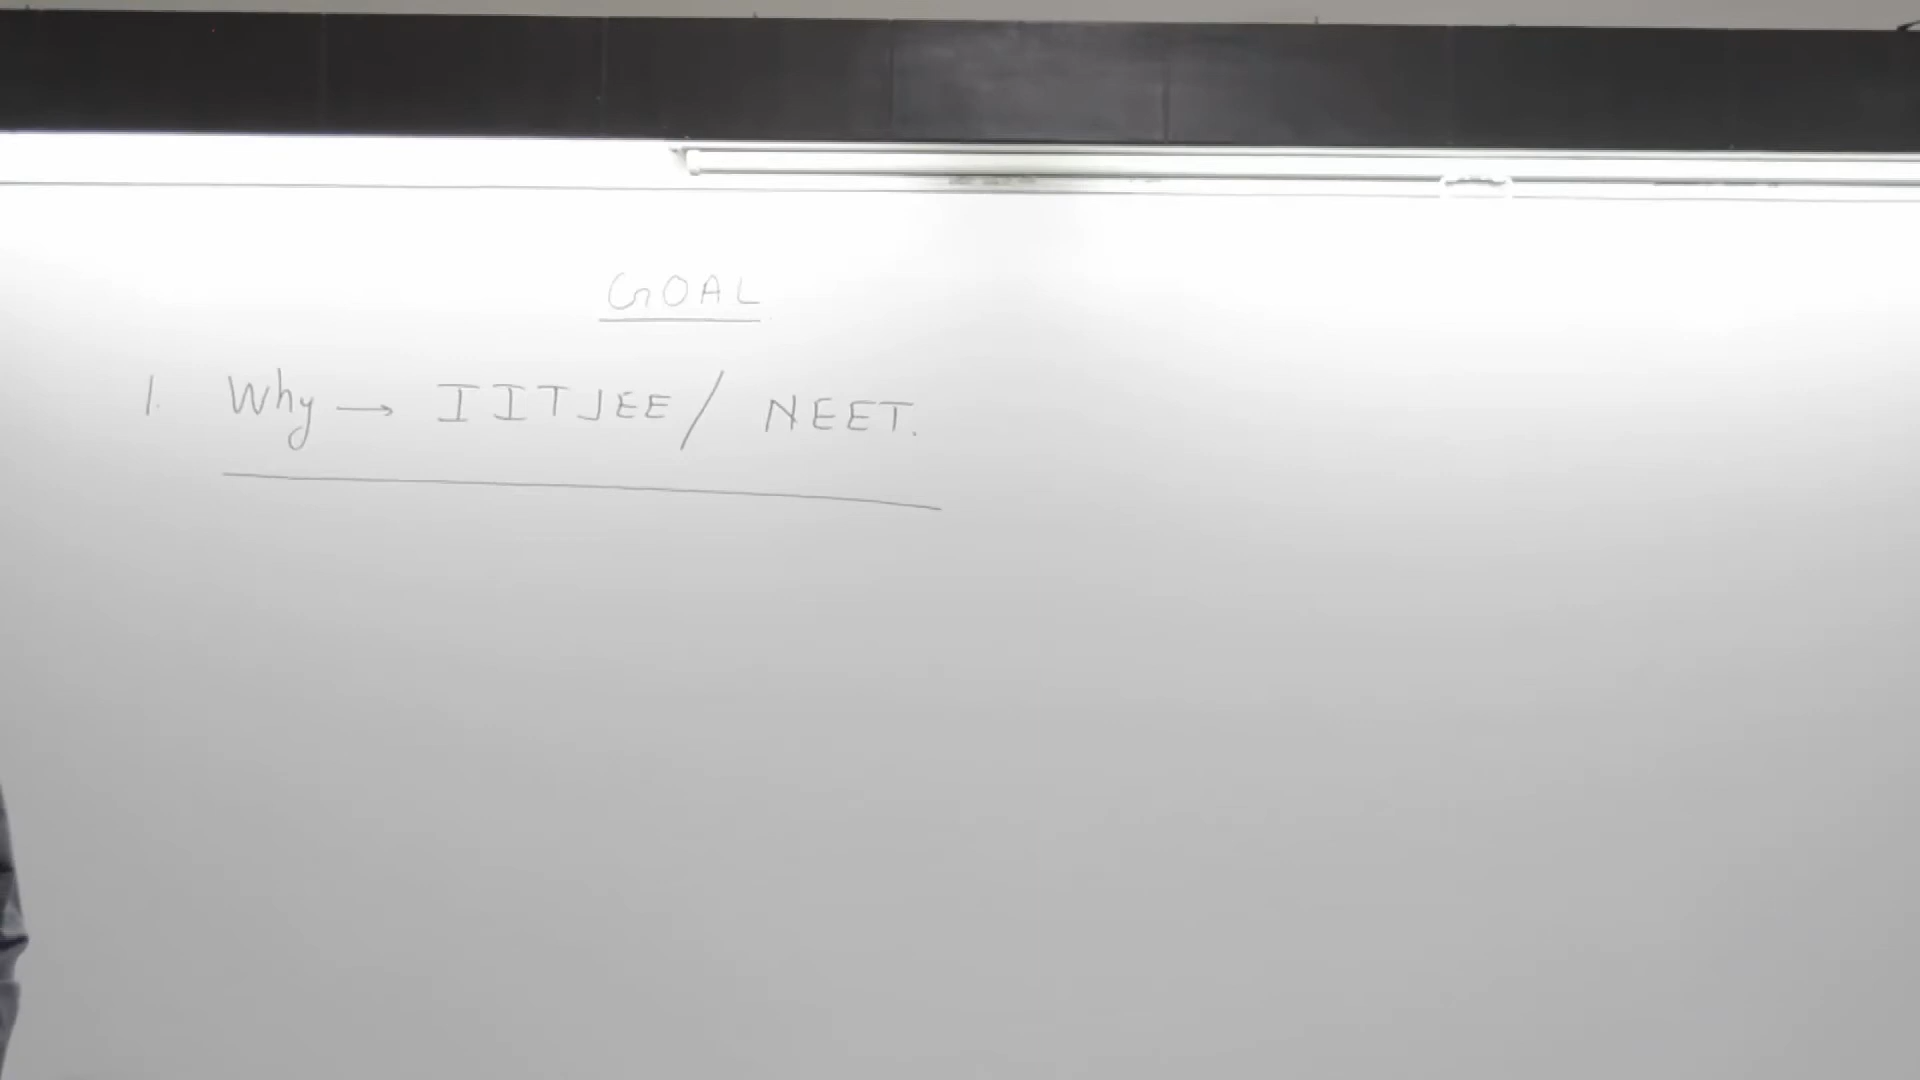 GOAL
1. Why → IITJEE / NEET.